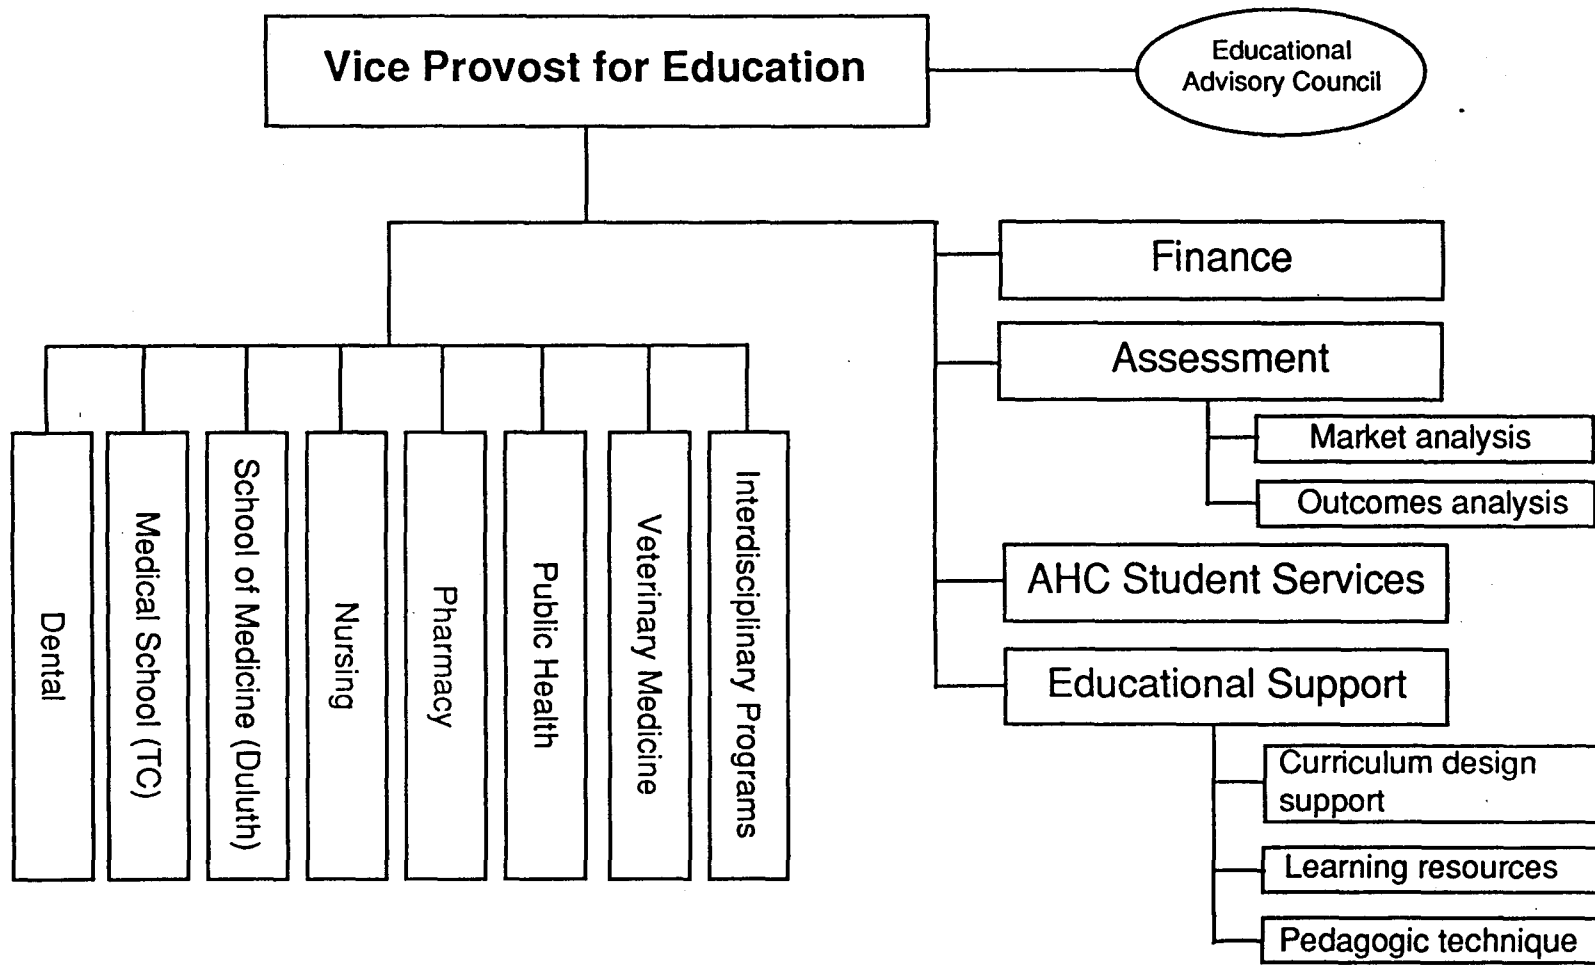 Vice Provost for Education
Educational
Advisory Council
Finance
Assessment
Market analysis
Outcomes analysis
AHC Student Services
Educational Support
Curriculum design
support
Learning resources
Pedagogic technique
Dental
Medical School (TC)
School of Medicine (Duluth)
Nursing
Pharmacy
Public Health
Veterinary Medicine
Interdisciplinary Programs